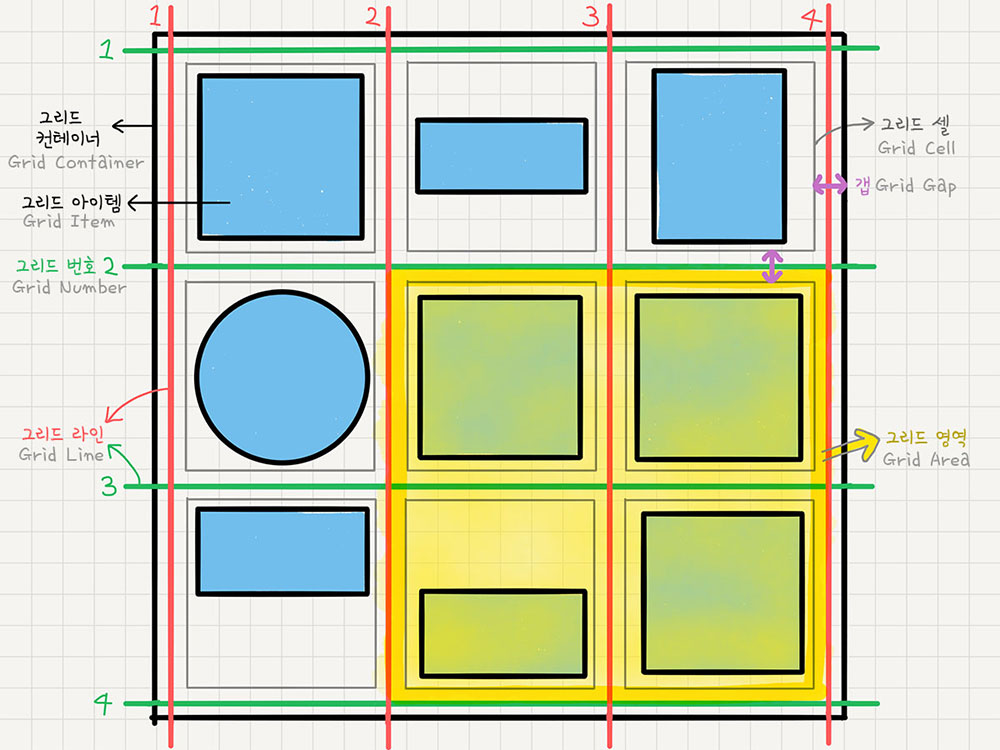 1 2 3 4
1
그리드
컨테이너
Grid Container
그리드 셀
Grid Cell
갭 Grid Gap
그리드 아이템
Grid Item
그리드 번호 2
Grid Number
그리드 라인
Grid Line
그리드 영역
Grid Area
3
4